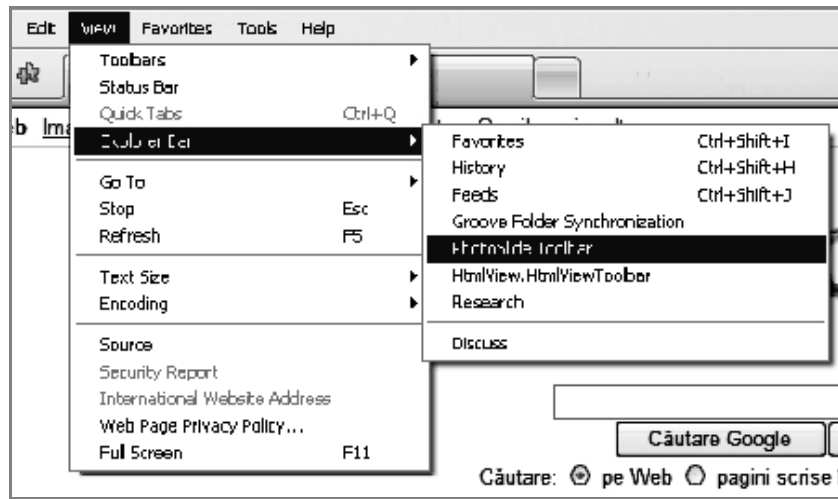 Edit View Favorites Tools Help
Toolbars
Status Bar
Quick Tabs Ctrl+Q
Explorer Bar
Go To
Stop Esc
Refresh F5
Text Size
Encoding
Source
Security Report
International Website Address
Web Page Privacy Policy...
Full Screen F11
Favorites Ctrl+Shift+I
History Ctrl+Shift+H
Feeds Ctrl+Shift+J
Groove Folder Synchronization
Toolbar
HtmlView.HtmlViewToolbar
Research
Discuss
Căutare Google
Căutare: pe Web pagini scrise